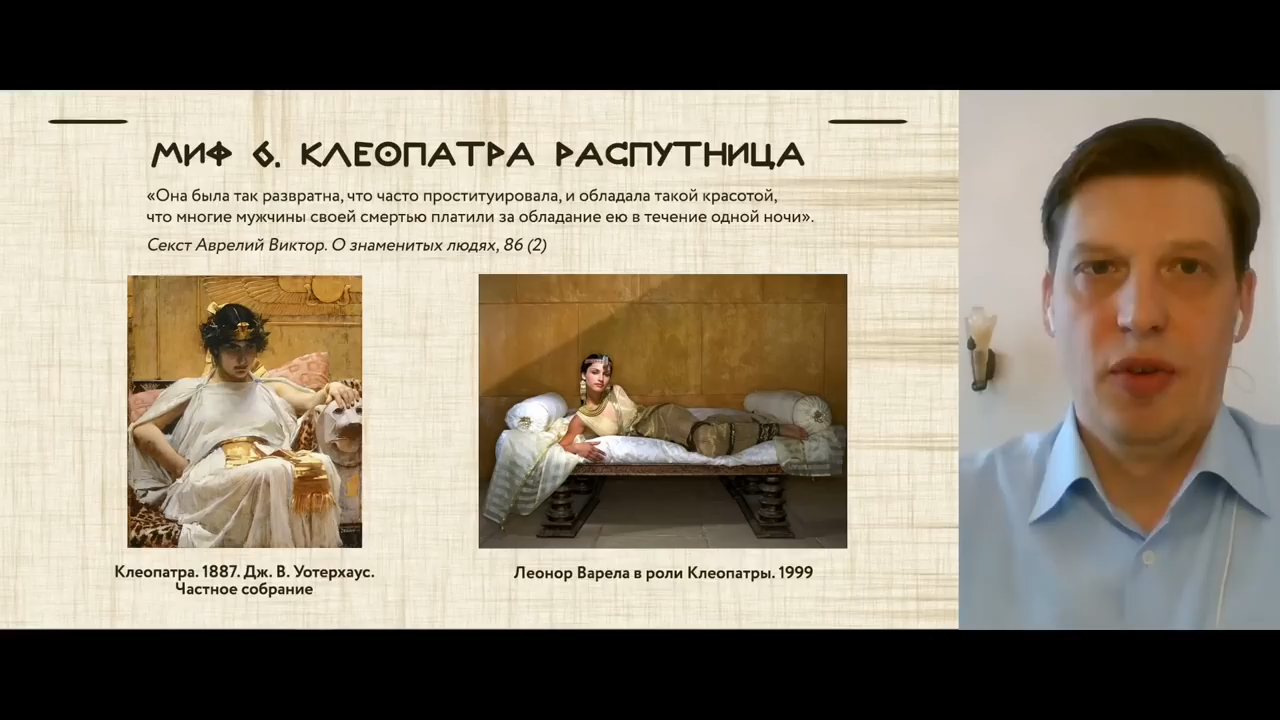 МИФ 6. КЛЕОПАТРА РАСПУТНИЦА
«Она была так развратна, что часто проституировала, и обладала такой красотой,
что многие мужчины своей смертью платили за обладание ею в течение одной ночи».
Секст Аврелий Виктор. О знаменитых людях, 86 (2)
Клеопатра. 1887. Дж. В. Уотерхаус.
Частное собрание
Леонор Варела в роли Клеопатры. 1999